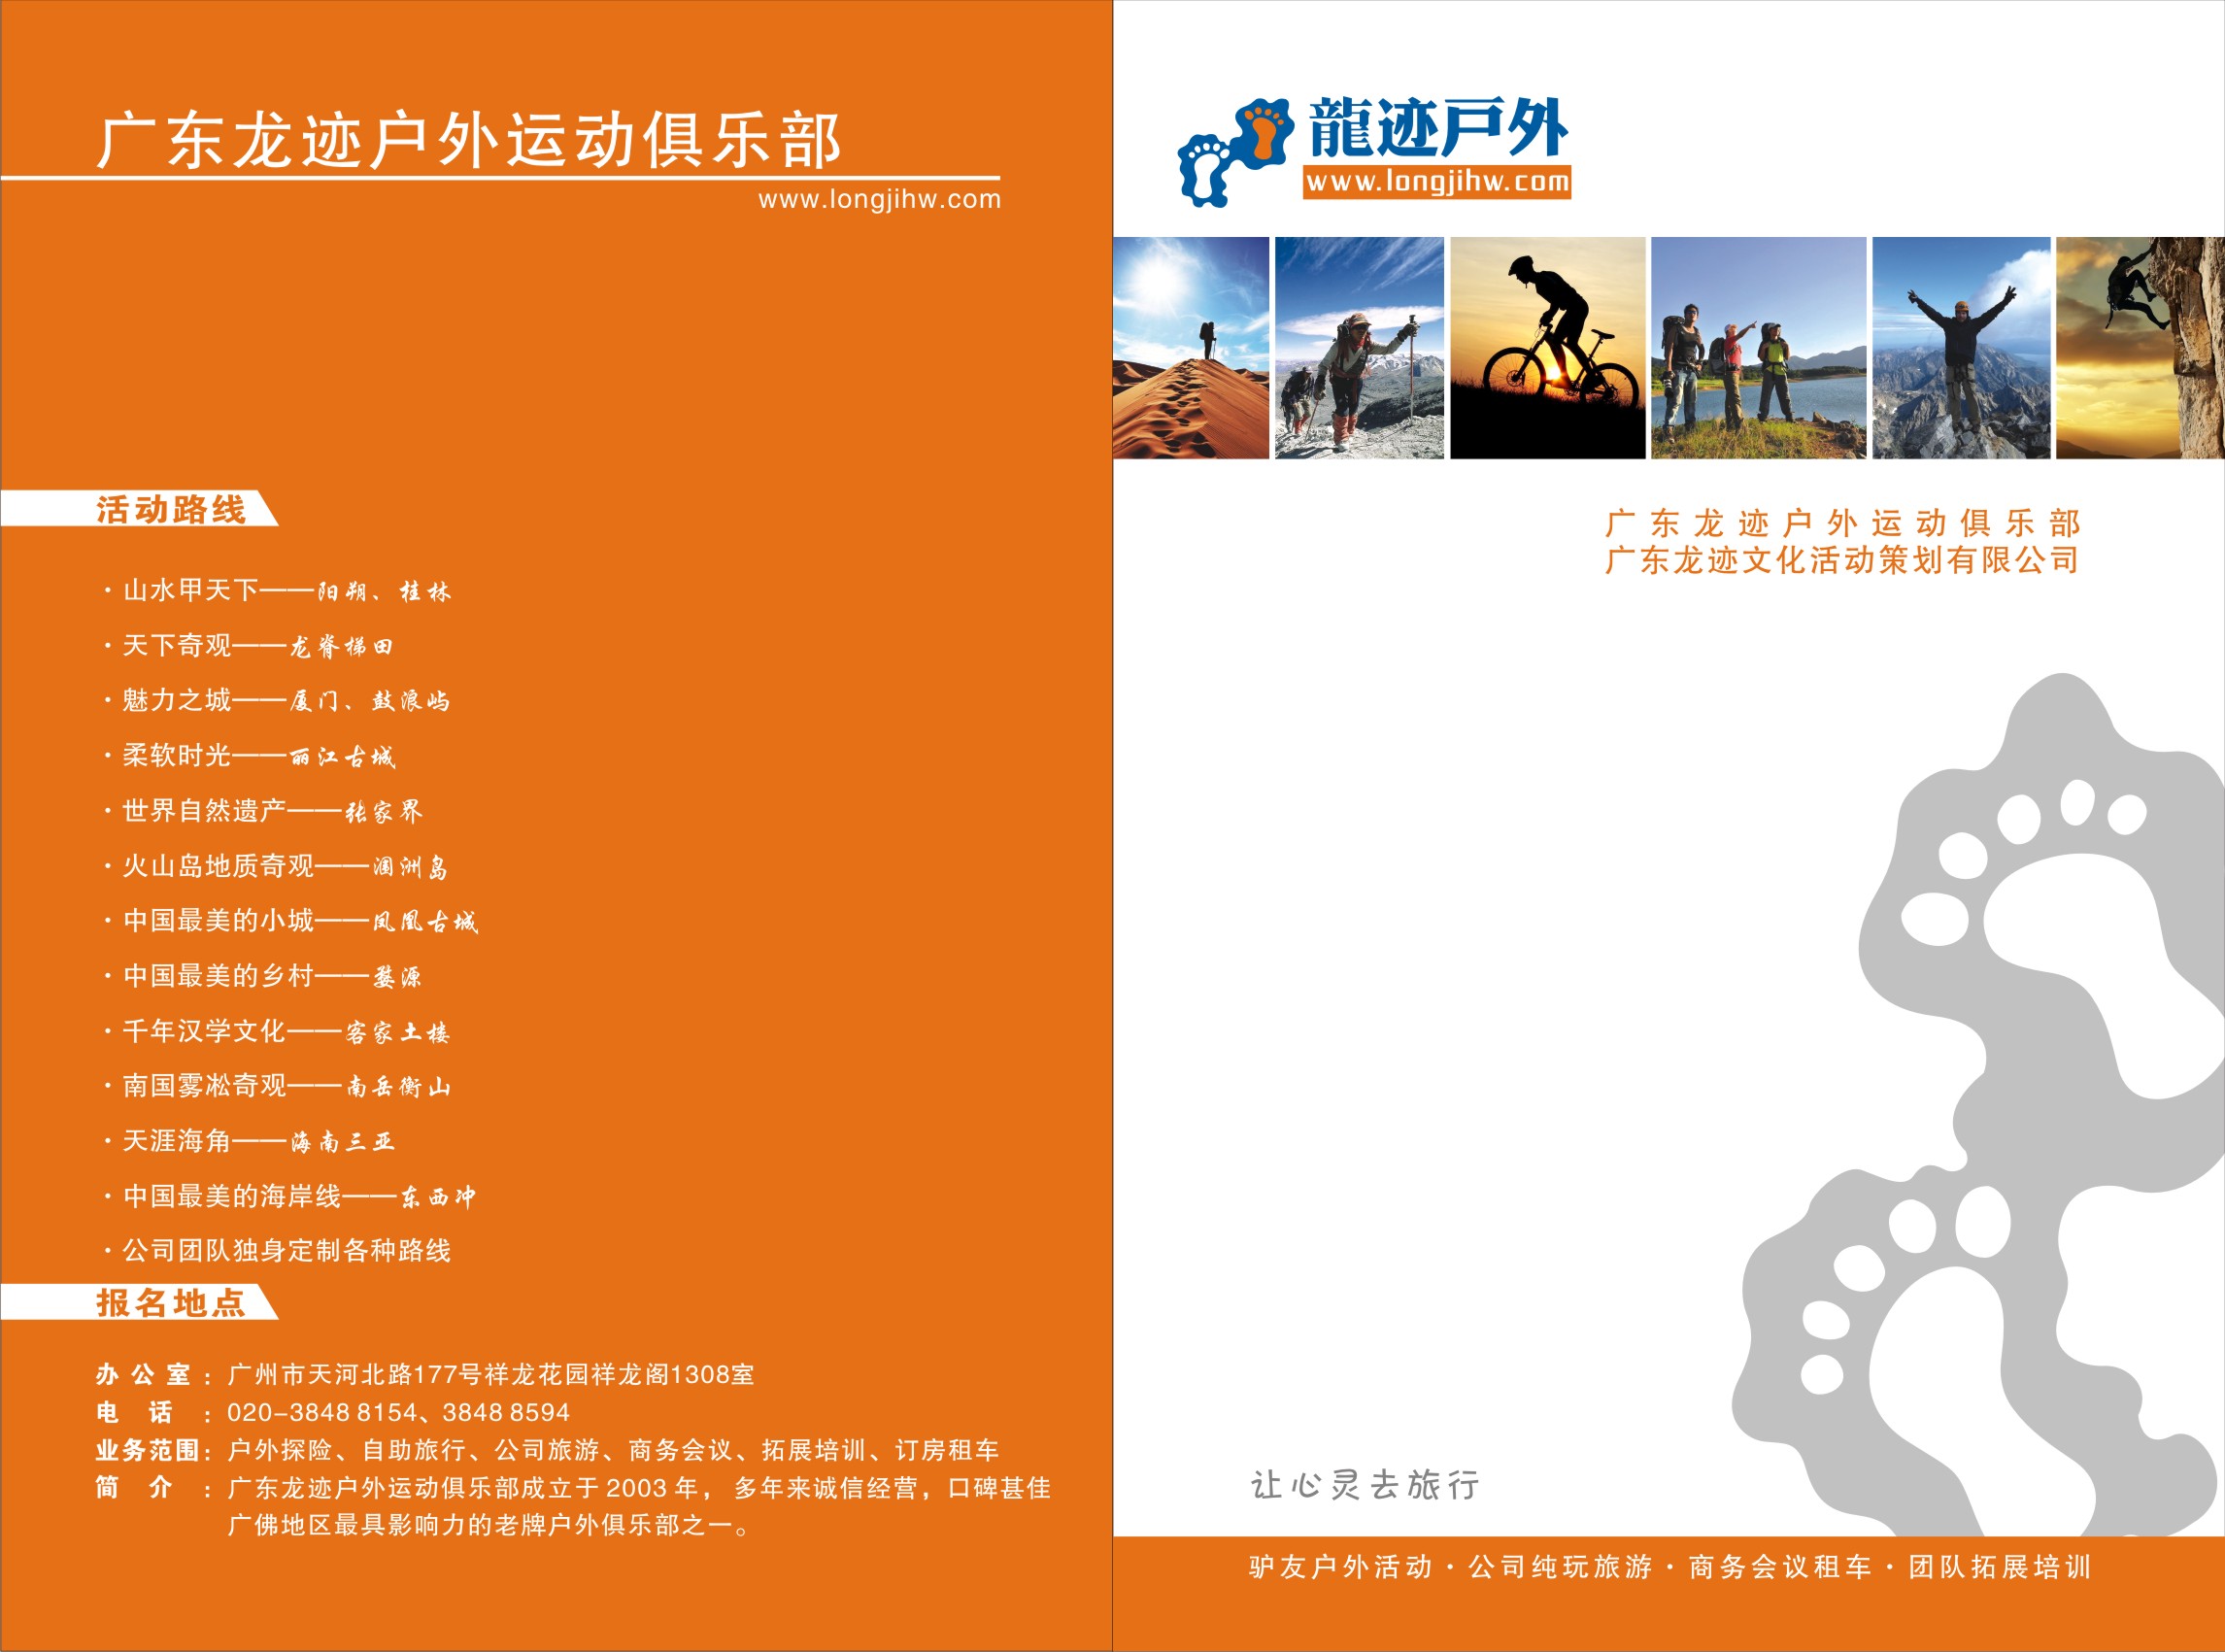 广东龙迹户外运动俱乐部
www.longjihw.com
活动路线
·山水甲天下——阳朔、桂林
·天下奇观——龙脊梯田
·魅力之城——厦门、鼓浪屿
·柔软时光——丽江古城
·世界自然遗产——张家界
·火山岛地质奇观——涠洲岛
·中国最美的小城——凤凰古城
·中国最美的乡村——婺源
·千年汉学文化——客家土楼
·南国雾凇奇观——南岳衡山
·天涯海角——海南三亚
·中国最美的海岸线——东西冲
·公司团队独身定制各种路线
报名地点
办公室：广州市天河北路177号祥龙花园祥龙阁1308室
电话：020-3848 8154、3848 8594
业务范围：户外探险、自助旅行、公司旅游、商务会议、拓展培训、订房租车
简介：广东龙迹户外运动俱乐部成立于2003年，多年来诚信经营，口碑甚佳
广佛地区最具影响力的老牌户外俱乐部之一。
龍迹戸外
www.longjihw.com
广东龙迹户外运动俱乐部
广东龙迹文化活动策划有限公司
让心灵去旅行
驴友户外活动·公司纯玩旅游·商务会议租车·团队拓展培训